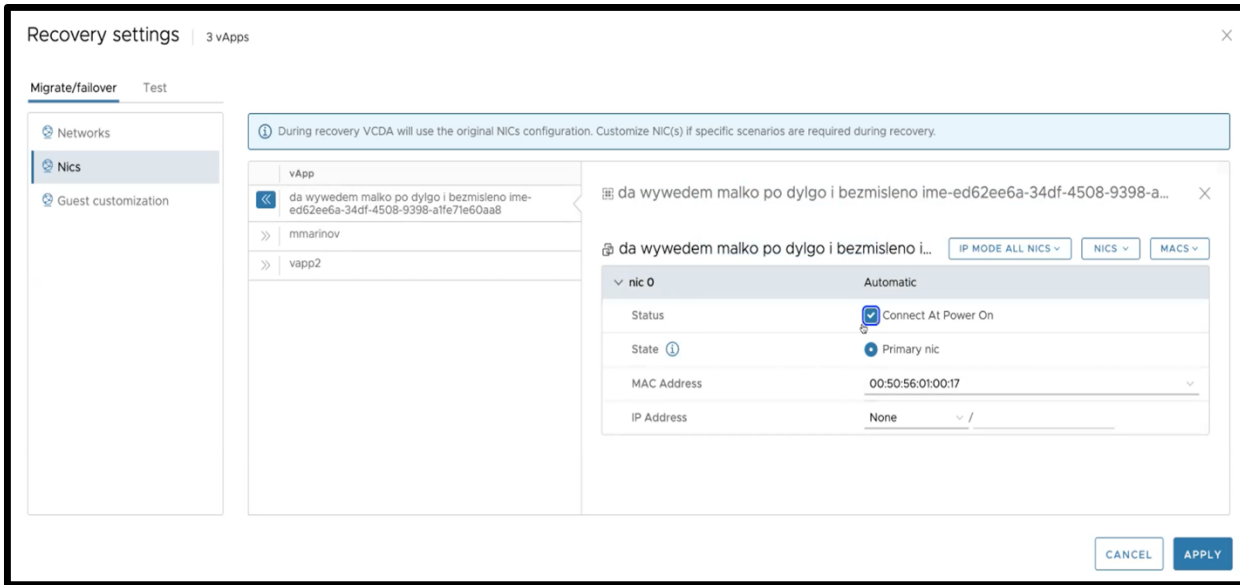 Recovery settings 3 vApps
Migrate/failover Test
Networks
Nics
Guest customization
During recovery VCDA will use the original NICs configuration. Customize NIC(s) if specific scenarios are required during recovery.
vApp
da wywedem malko po dylgo i bezmisleno ime-
ed62ee6a-34df-4508-9398-a1fe71e60aa8
mmarinov
vapp2
da wywedem malko po dylgo i bezmisleno ime-ed62ee6a-34df-4508-9398-a...
da wywedem malko po dylgo i bezmisleno i... IP MODE ALL NICS NICS MACS
nic 0 Automatic
Status Connect At Power On
State Primary nic
MAC Address 00:50:56:01:00:17
IP Address None /
CANCEL APPLY